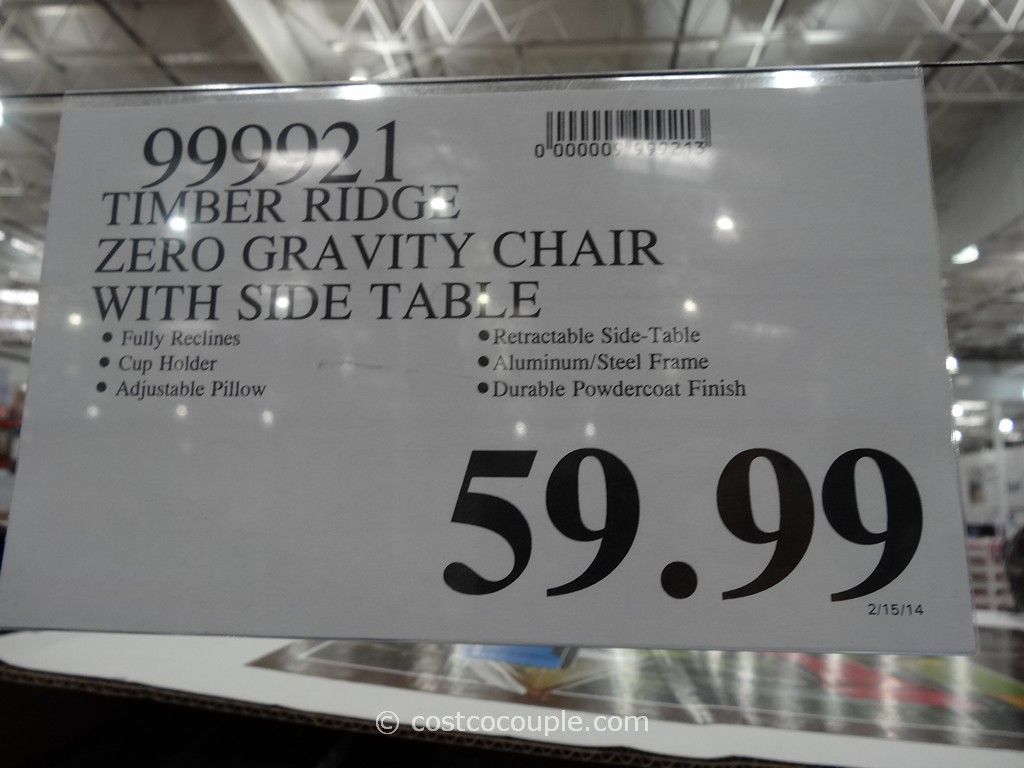 999921
TIMBER RIDGE
ZERO GRAVITY CHAIR
WITH SIDE TABLE
• Fully Reclines
• Cup Holder
• Adjustable Pillow
• Retractable Side-Table
• Aluminum/Steel Frame
• Durable Powdercoat Finish
59.99
2/15/14
© costcocouple.com